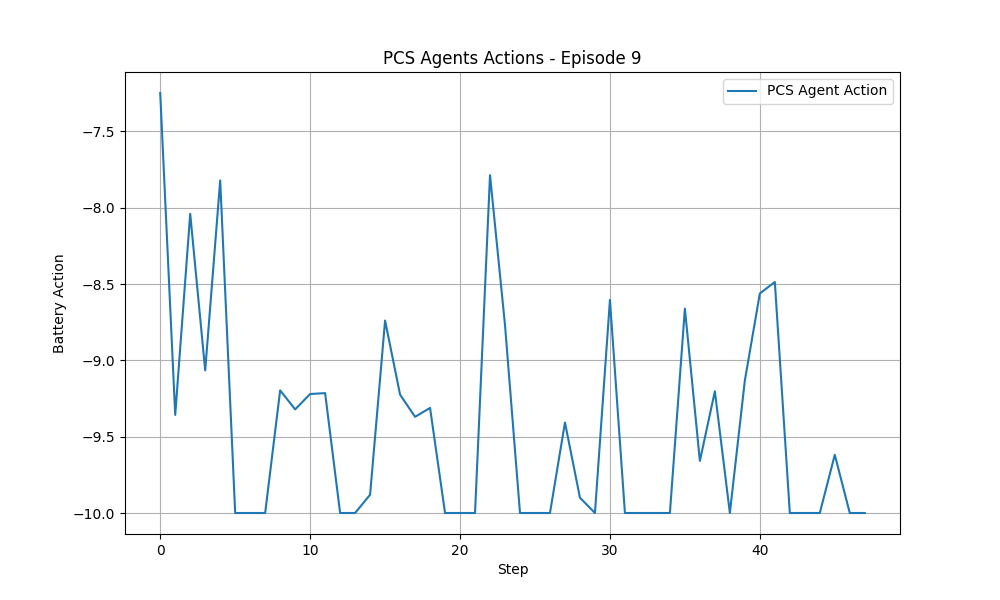 PCS Agents Actions - Episode 9
PCS Agent Action
Battery Action
−7.5
−8.0
−8.5
−9.0
−9.5
−10.0
0 10 20 30 40
Step